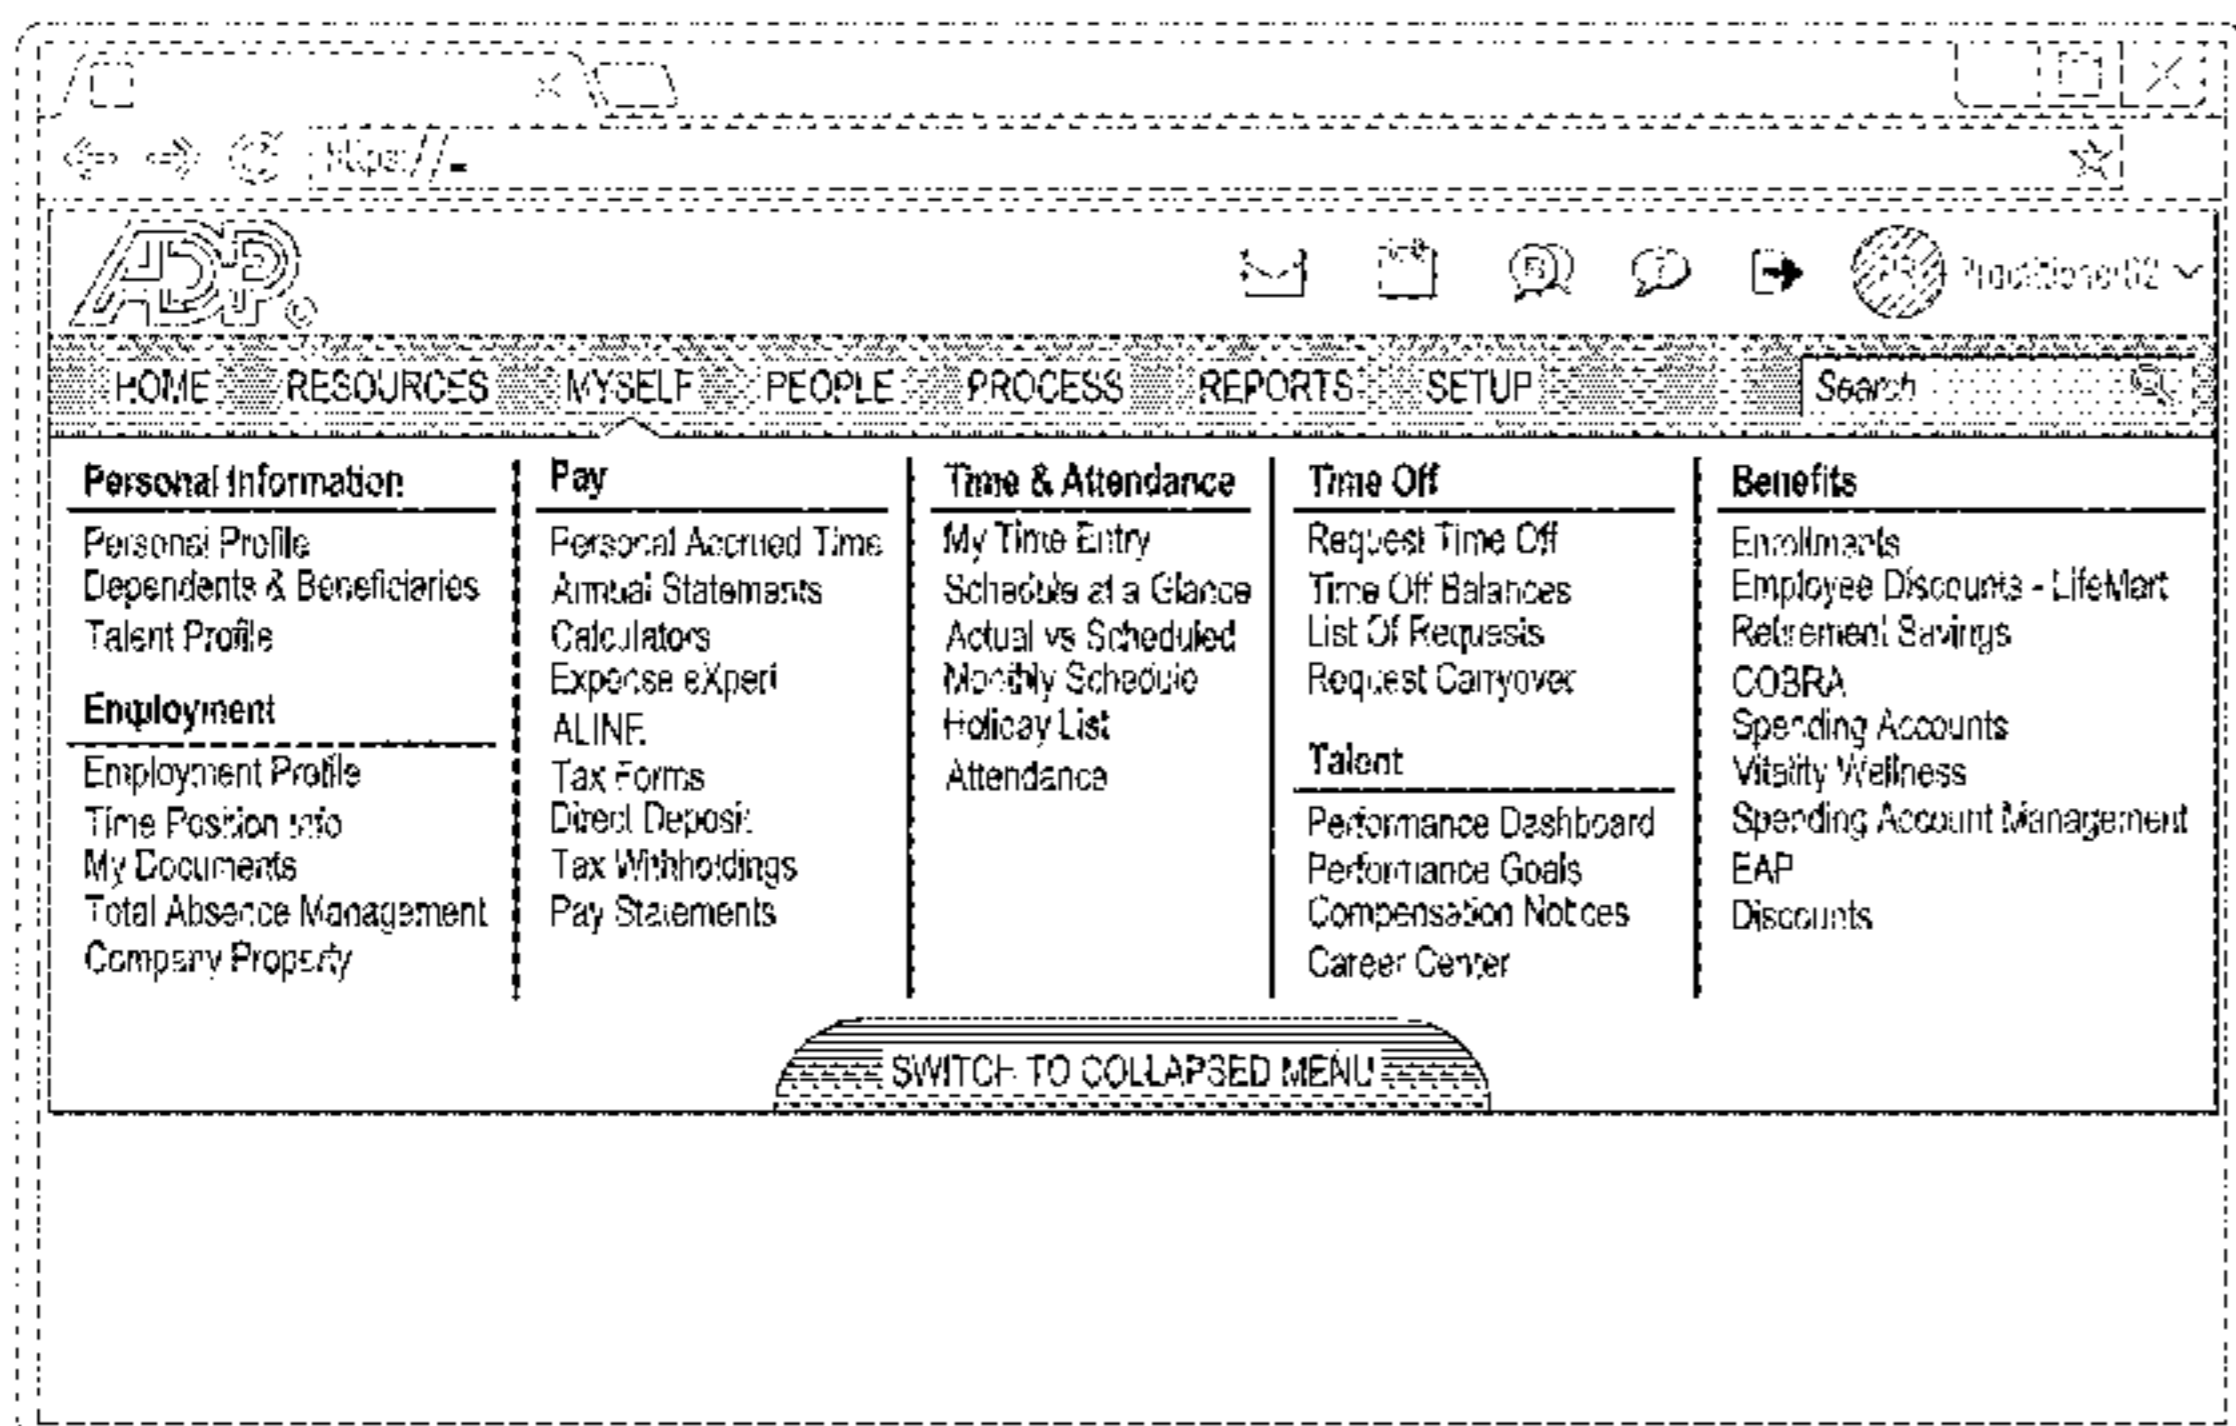 ADP
HOME RESOURCES MYSELF PEOPLE PROCESS REPORTS SETUP Search
Personal Information
Personal Profile
Dependents & Beneficiaries
Talent Profile
Employment
Employment Profile
Time Position Info
My Documents
Total Absence Management
Company Property
Pay
Personal Accrued Time
Annual Statements
Calculators
Expense eXpert
ALINE
Tax Forms
Direct Deposit
Tax Withholdings
Pay Statements
Time & Attendance
My Time Entry
Schedule at a Glance
Actual vs Scheduled
Monthly Schedule
Holiday List
Attendance
Time Off
Request Time Off
Time Off Balances
List Of Requests
Request Carryover
Talent
Performance Dashboard
Performance Goals
Compensation Notices
Career Center
Benefits
Enrollments
Employee Discounts - LifeMart
Retirement Savings
COBRA
Spending Accounts
Vitality Wellness
Spending Account Management
EAP
Discounts
SWITCH TO COLLAPSED MENU